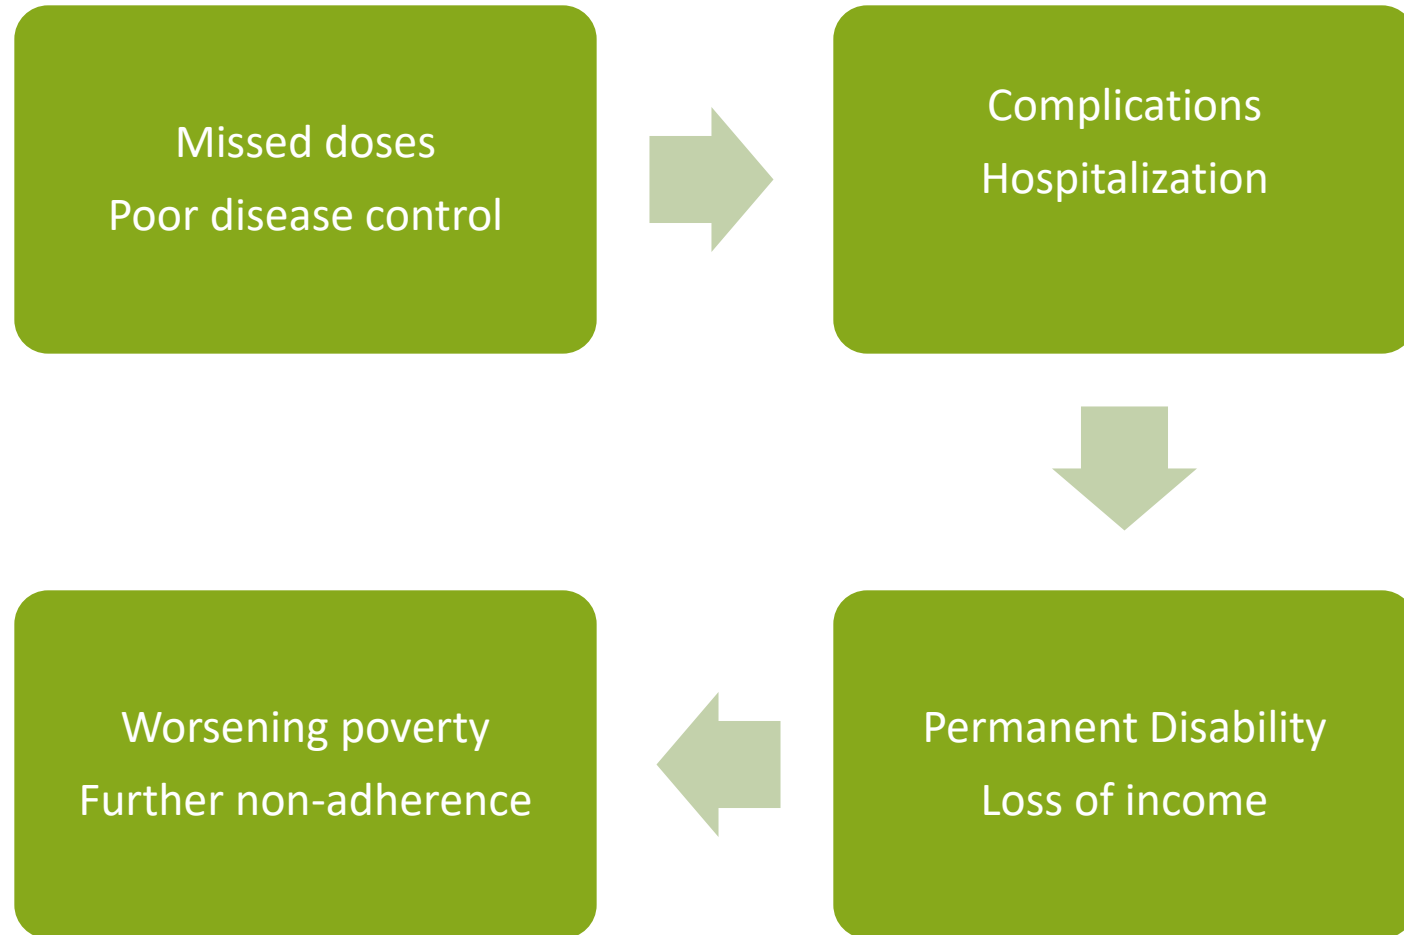 Missed doses
Poor disease control
Complications
Hospitalization
Permanent Disability
Loss of income
Worsening poverty
Further non-adherence